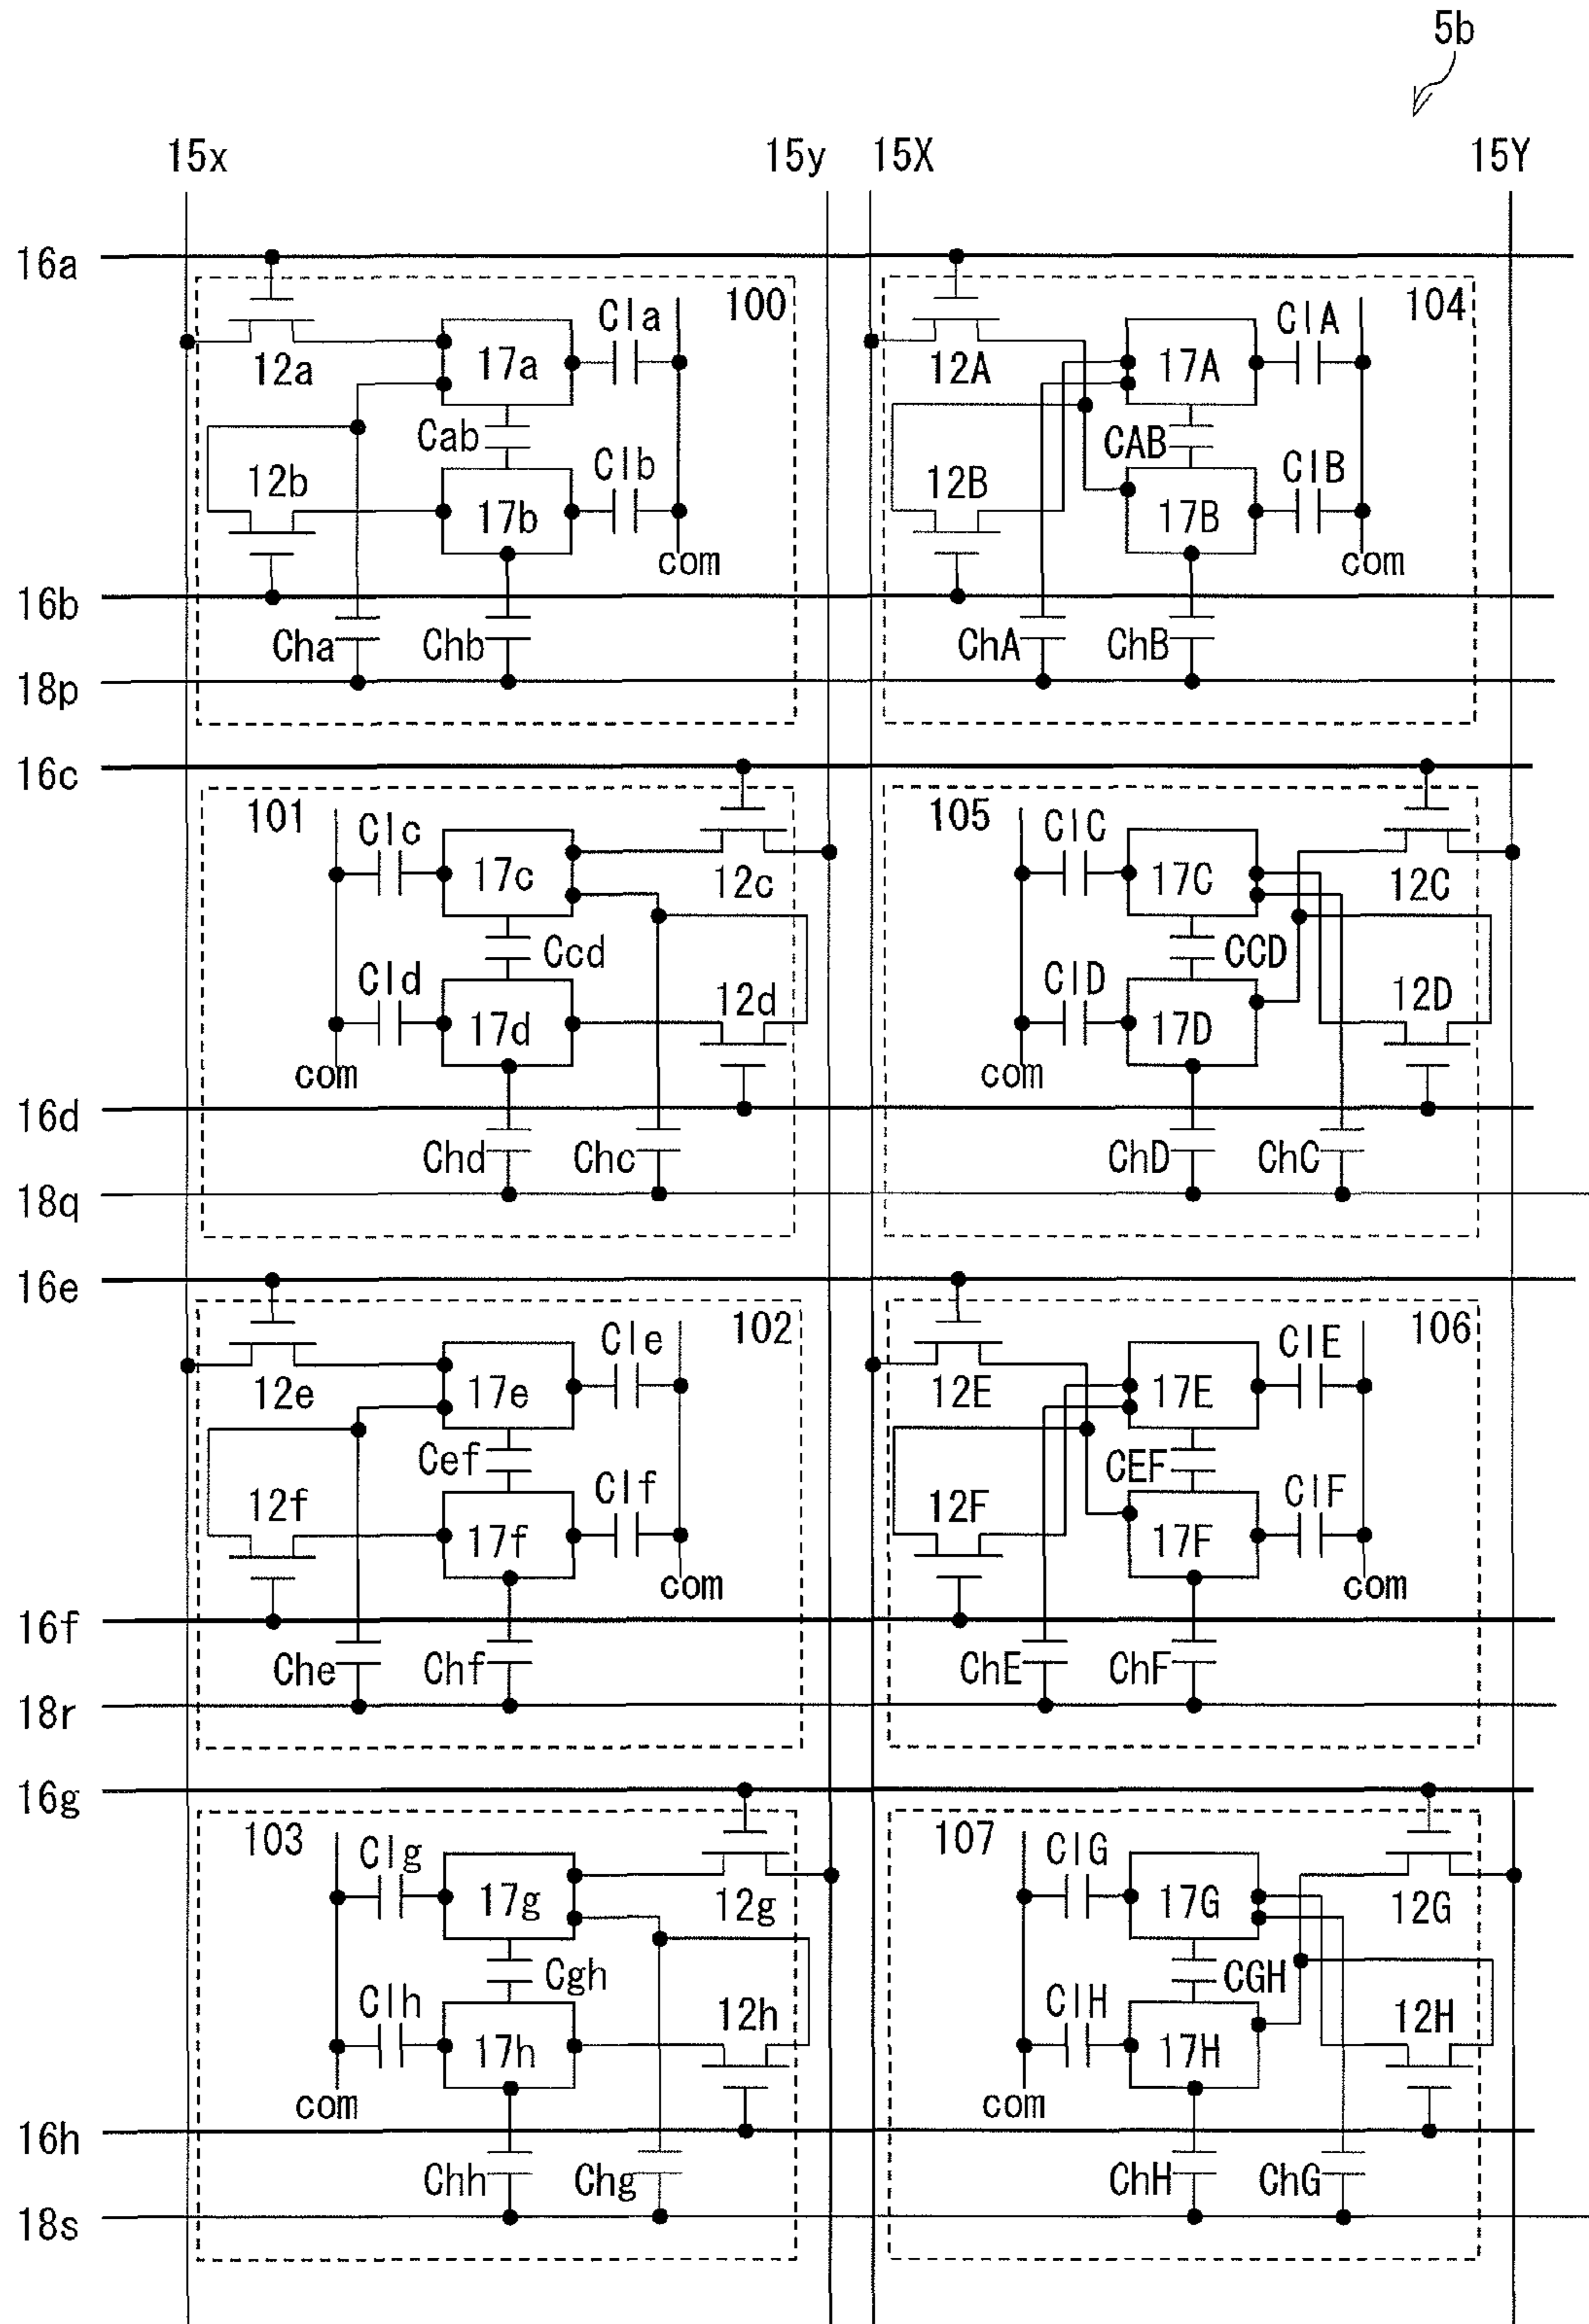 5b
15x 15y 15X 15Y
16a
100 104
Cla ClA
12a 17a 12A 17A
Cab CAB
12b Clb 12B ClB
17b 17B
com com
16b
Cha Chb ChA ChB
18p
16c
101 105
Clc ClC
17c 12c 17C 12C
Ccd CCD
Cld 12d ClD 12D
17d 17D
com com
16d
Chd Chc ChD ChC
18q
16e
102 106
Cle ClE
12e 17e 12E 17E
Cef CEF
12f Clf 12F ClF
17f 17F
com com
16f
Che Chf ChE ChF
18r
16g
103 107
Clg ClG
17g 12g 17G 12G
Cgh CGH
Clh 12h ClH 12H
17h 17H
com com
16h
Chh Chg ChH ChG
18s